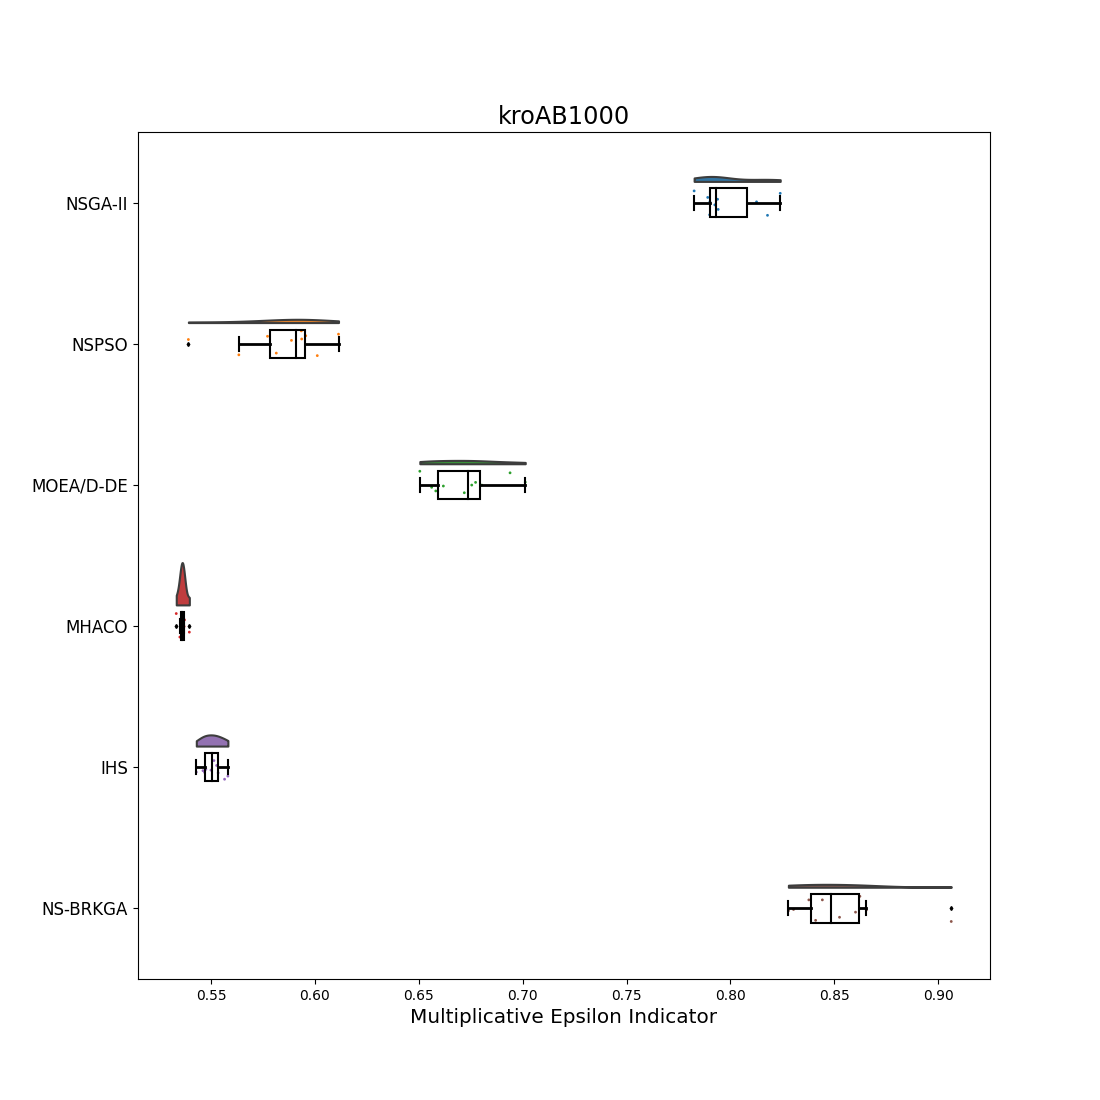 kroAB1000
NSGA-II
NSPSO
MOEA/D-DE
MHACO
IHS
NS-BRKGA
0.55 0.60 0.65 0.70 0.75 0.80 0.85 0.90
Multiplicative Epsilon Indicator